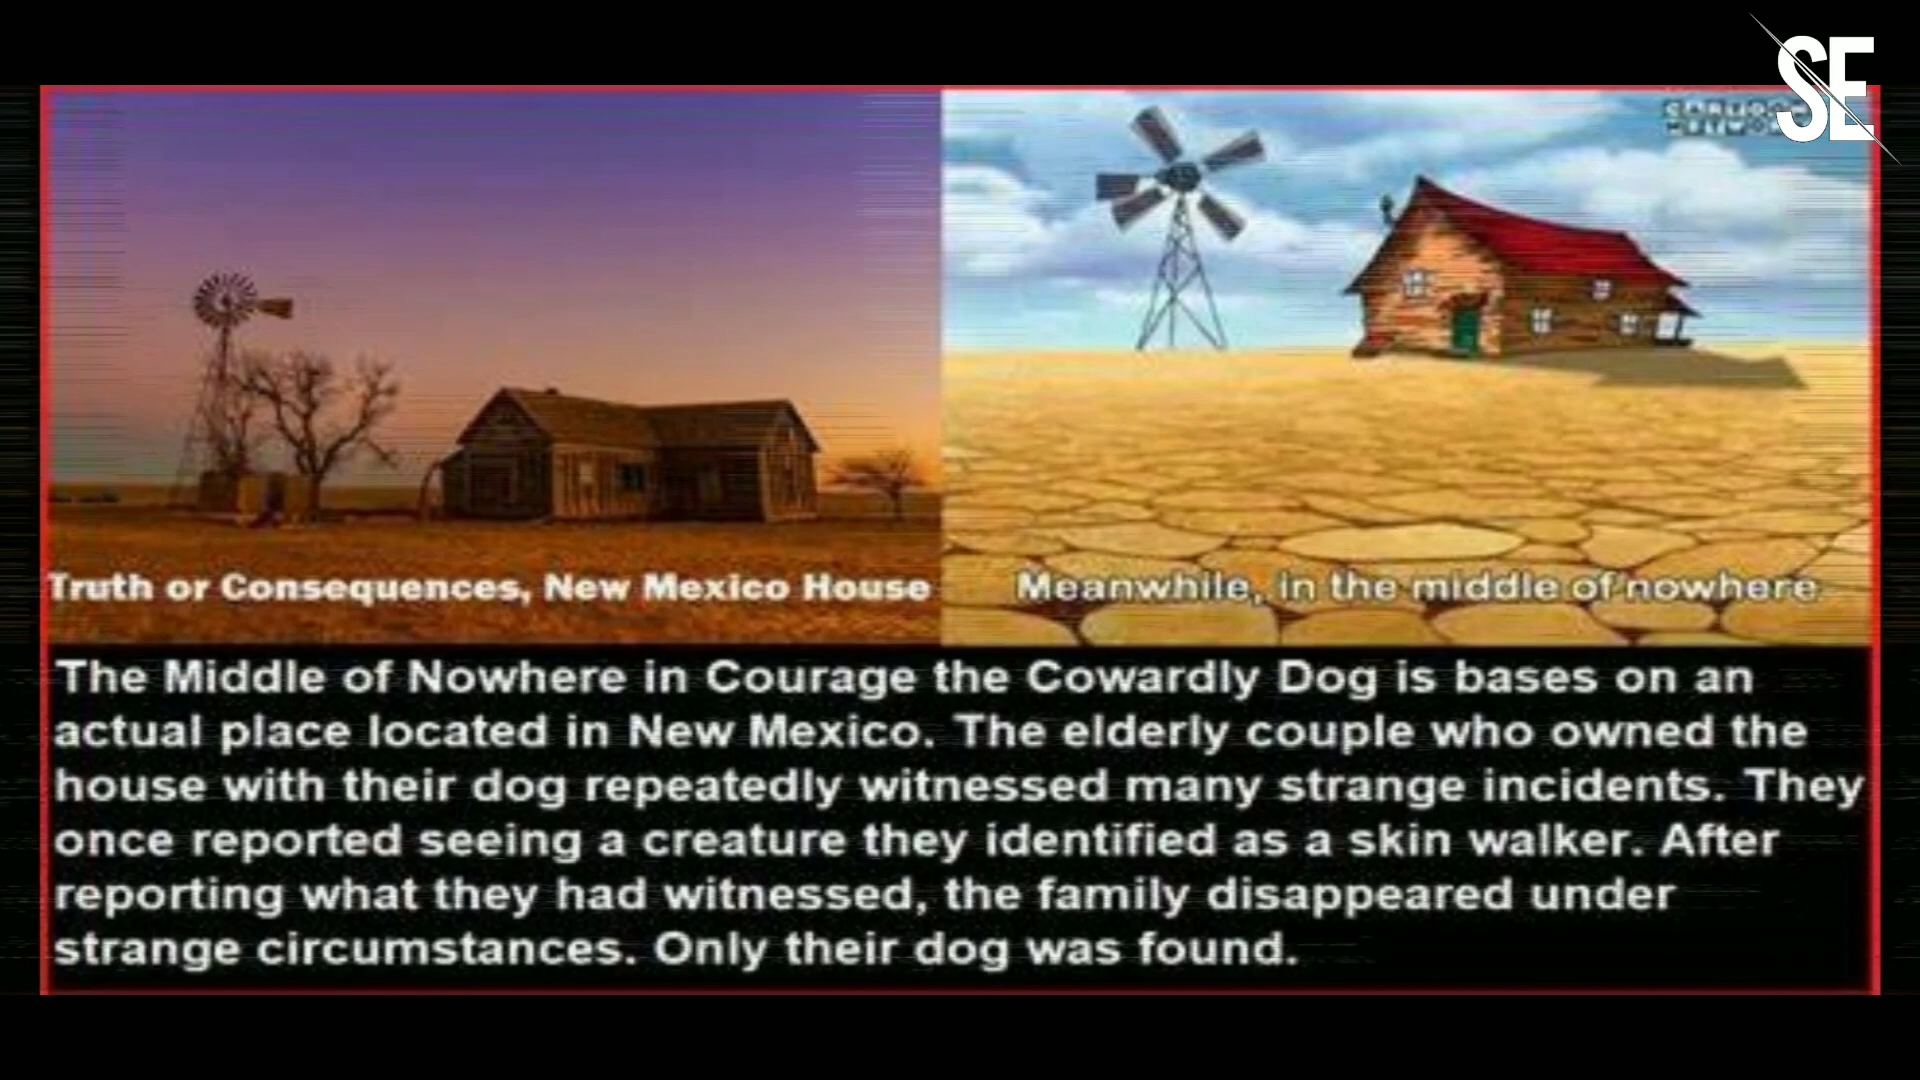 SE
CARTOON
NETWORK
Truth or Consequences, New Mexico House
Meanwhile, in the middle of nowhere
The Middle of Nowhere in Courage the Cowardly Dog is bases on an
actual place located in New Mexico. The elderly couple who owned the
house with their dog repeatedly witnessed many strange incidents. They
once reported seeing a creature they identified as a skin walker. After
reporting what they had witnessed, the family disappeared under
strange circumstances. Only their dog was found.